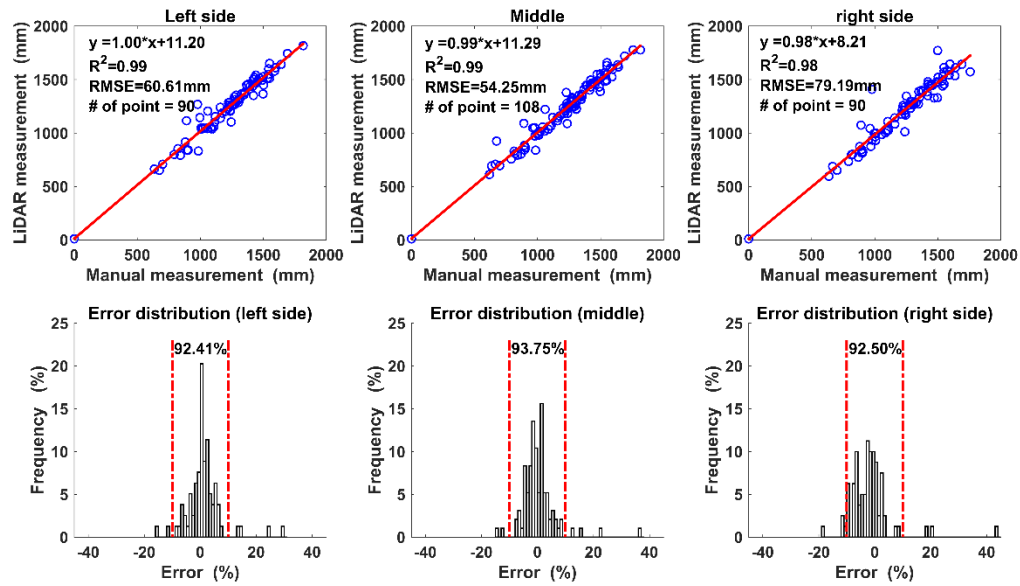 Left side
LiDAR measurement (mm)
2000
1500
1000
500
0
y =1.00*x+11.20
R2=0.99
RMSE=60.61mm
# of point = 90
0 500 1000 1500 2000
Manual measurement (mm)
Middle
LiDAR measurement (mm)
2000
1500
1000
500
0
y =0.99*x+11.29
R2=0.99
RMSE=54.25mm
# of point = 108
0 500 1000 1500 2000
Manual measurement (mm)
right side
LiDAR measurement (mm)
2000
1500
1000
500
0
y =0.98*x+8.21
R2=0.98
RMSE=79.19mm
# of point = 90
0 500 1000 1500 2000
Manual measurement (mm)
Error distribution (left side)
Frequency (%)
25
20
15
10
5
0
92.41%
-40 -20 0 20 40
Error (%)
Error distribution (middle)
Frequency (%)
25
20
15
10
5
0
93.75%
-40 -20 0 20 40
Error (%)
Error distribution (right side)
Frequency (%)
25
20
15
10
5
0
92.50%
-40 -20 0 20 40
Error (%)